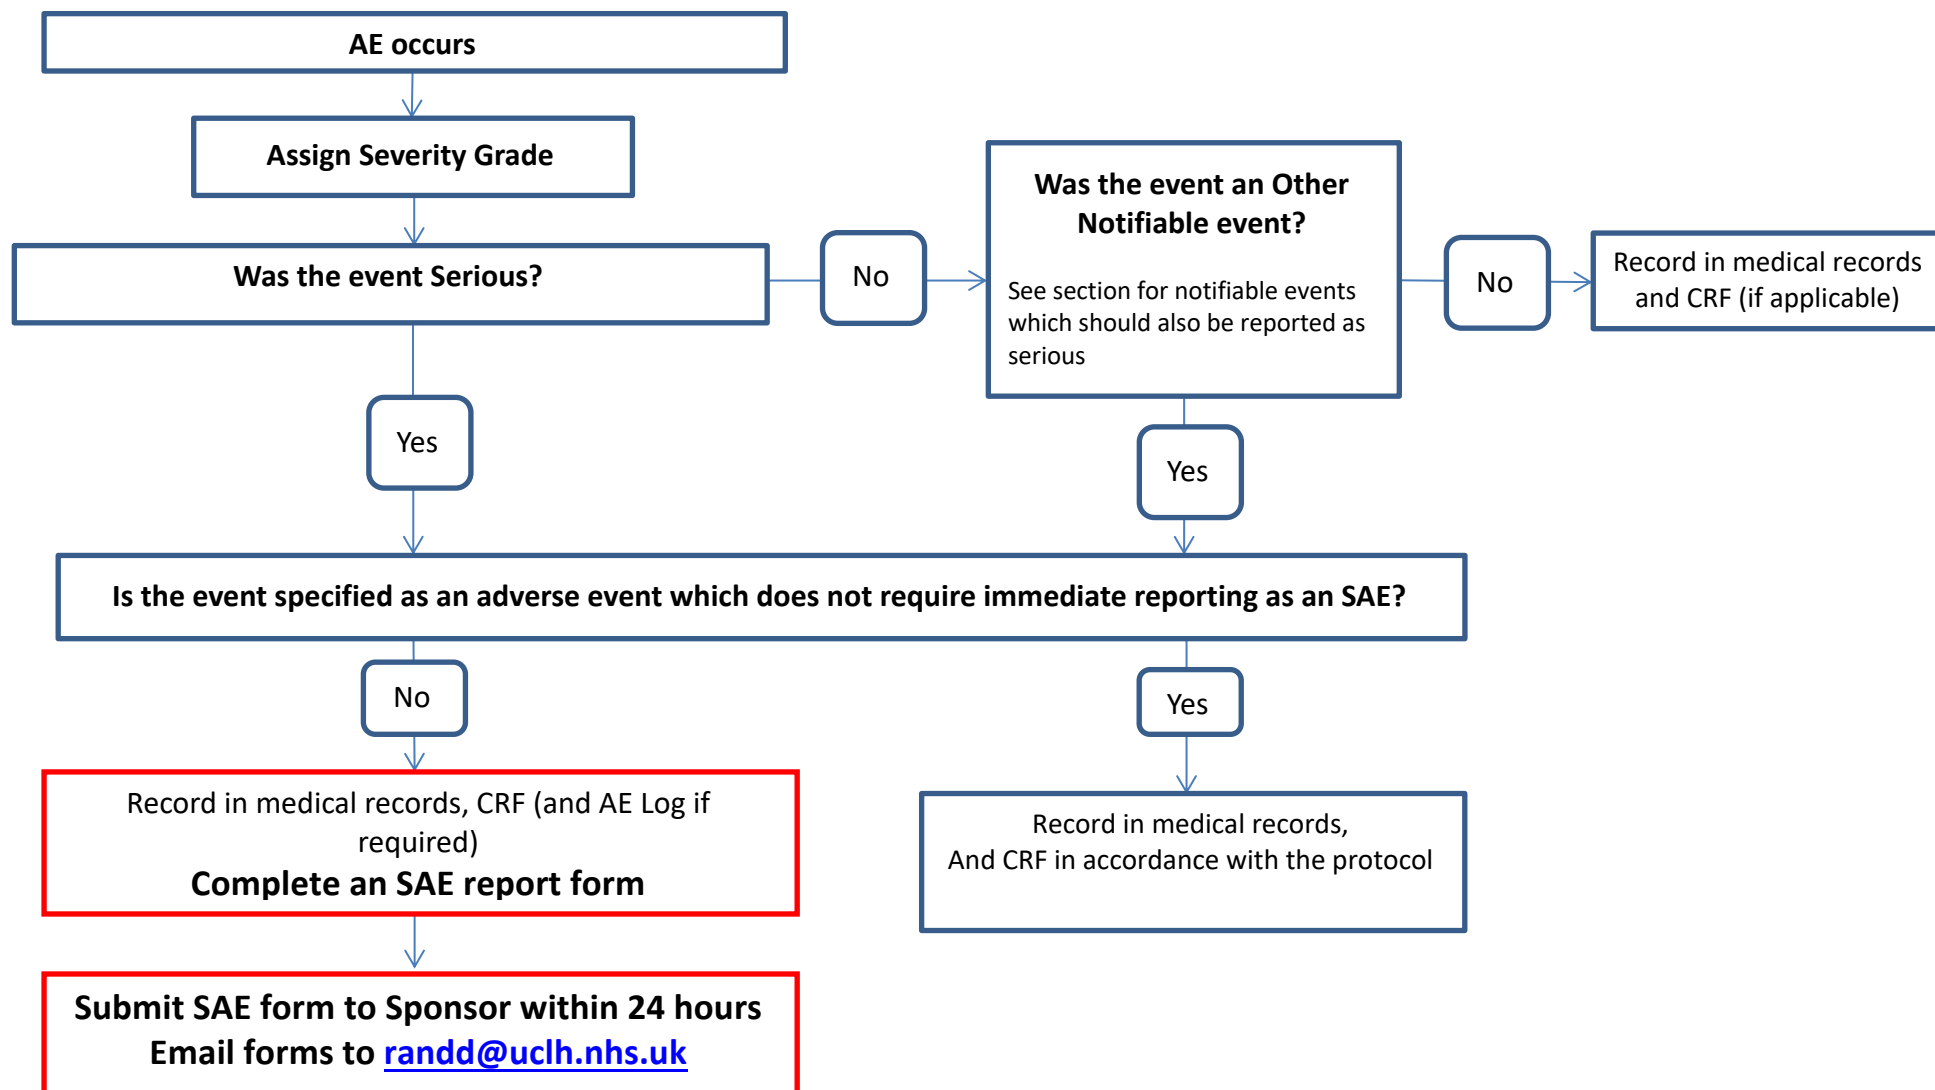 AE occurs
Assign Severity Grade
Was the event Serious?
No
Was the event an Other
Notifiable event?
See section for notifiable events
which should also be reported as
serious
No
Record in medical records
and CRF (if applicable)
Yes
Yes
Is the event specified as an adverse event which does not require immediate reporting as an SAE?
No
Yes
Record in medical records, CRF (and AE Log if
required)
Complete an SAE report form
Record in medical records,
And CRF in accordance with the protocol
Submit SAE form to Sponsor within 24 hours
Email forms to randd@uclh.nhs.uk